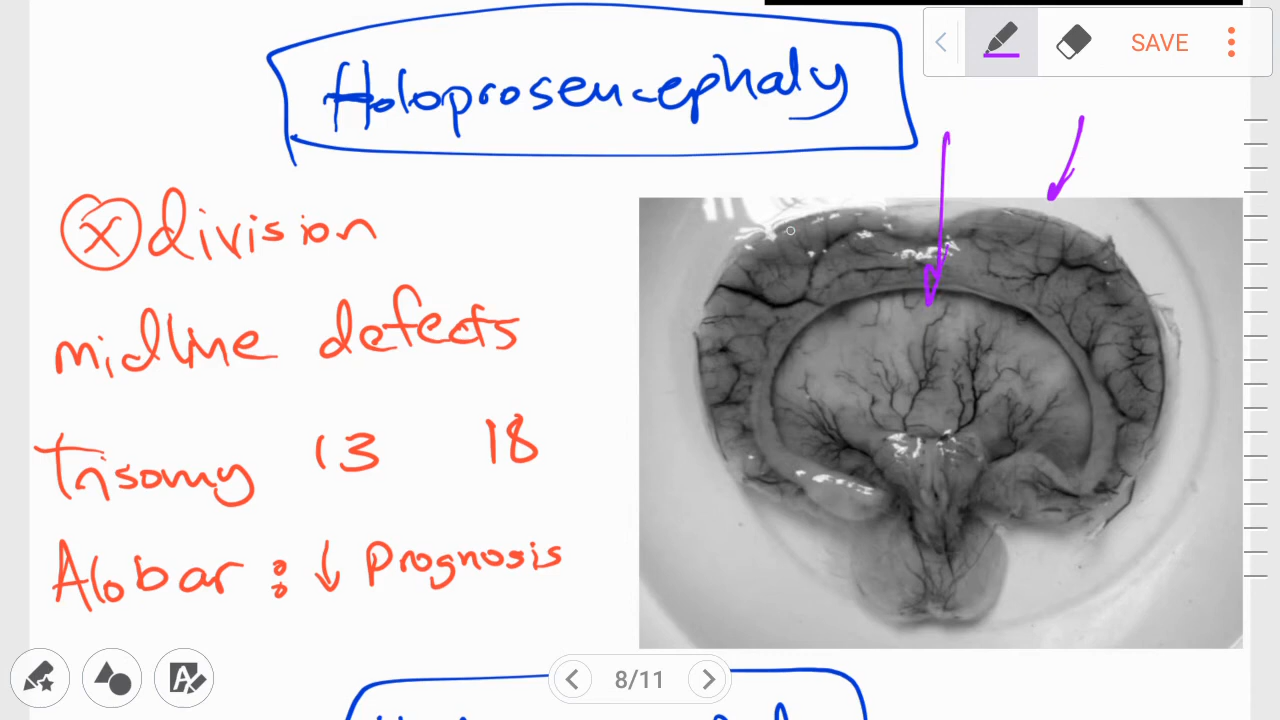 SAVE
Holoprosencephaly
X division
midline defects
Trisomy 13 18
Alobar : ↓ Prognosis
8/11